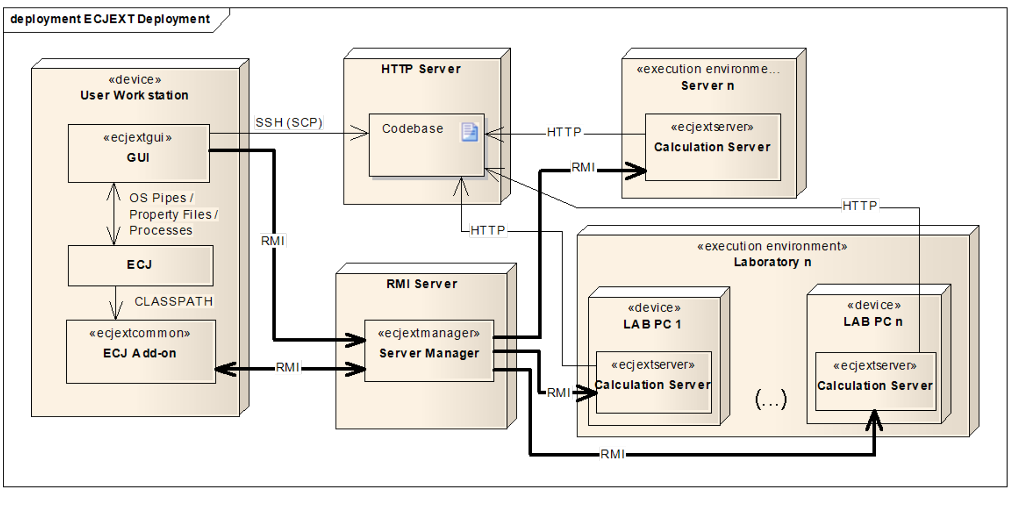 deployment ECJEXT Deployment
«device»
User Workstation
«ecjextgui»
GUI
OS Pipes /
Property Files /
Processes
ECJ
CLASSPATH
«ecjextcommon»
ECJ Add-on
SSH (SCP)
RMI
RMI
HTTP Server
Codebase
HTTP
RMI Server
«ecjextmanager»
Server Manager
HTTP
RMI
«execution environme...
Server n
«ecjextserver»
Calculation Server
HTTP
«execution environment»
Laboratory n
«device»
LAB PC 1
«ecjextserver»
Calculation Server
RMI
(...)
«device»
LAB PC n
«ecjextserver»
Calculation Server
RMI